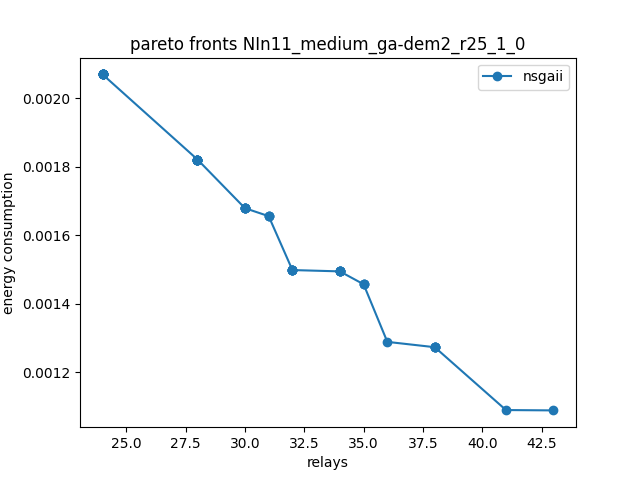 pareto fronts NIn11_medium_ga-dem2_r25_1_0
nsgaii
energy consumption
0.0020
0.0018
0.0016
0.0014
0.0012
25.0 27.5 30.0 32.5 35.0 37.5 40.0 42.5
relays